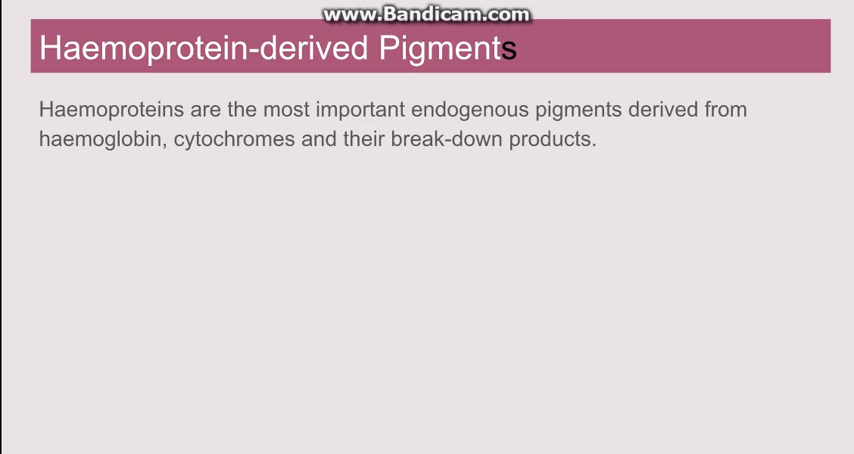 www.Bandicam.com
Haemoprotein-derived Pigments
Haemoproteins are the most important endogenous pigments derived from
haemoglobin, cytochromes and their break-down products.